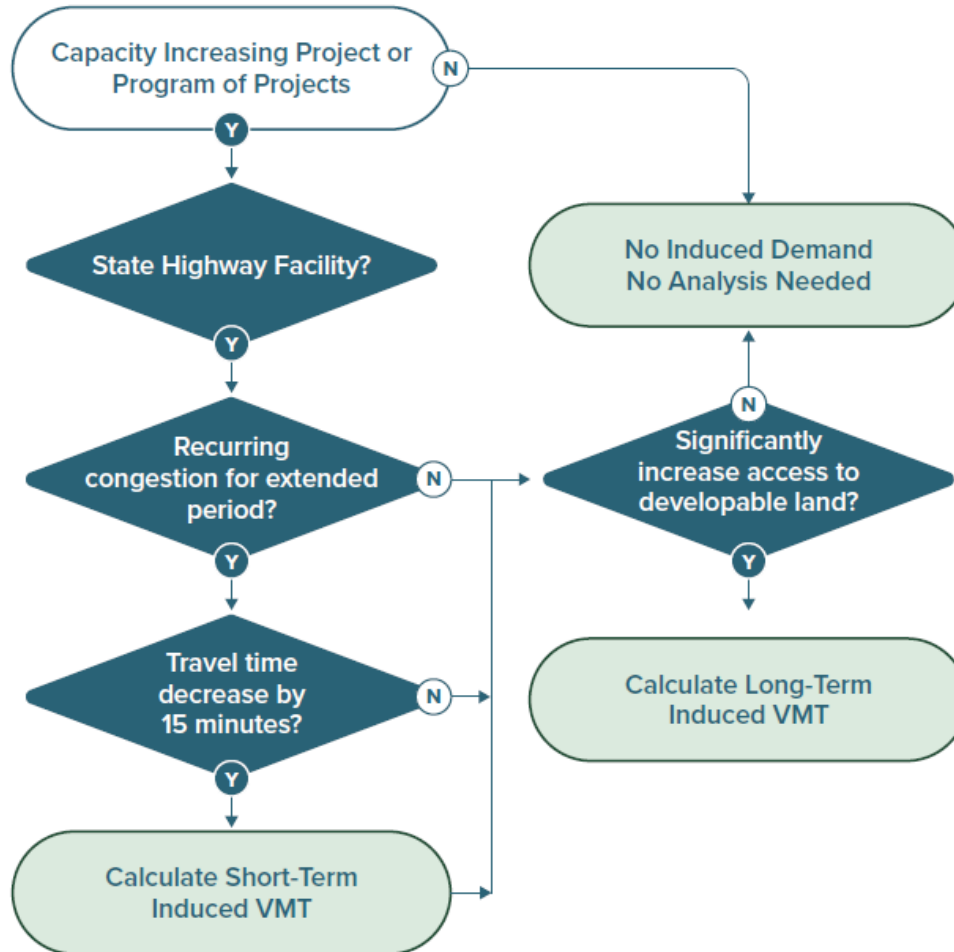 Capacity Increasing Project or
Program of Projects
N
Y
State Highway Facility?
Y
No Induced Demand
No Analysis Needed
N
Recurring
congestion for extended
period?
N
Y
Significantly
increase access to
developable land?
Y
Travel time
decrease by
15 minutes?
N
Y
Calculate Long-Term
Induced VMT
Calculate Short-Term
Induced VMT